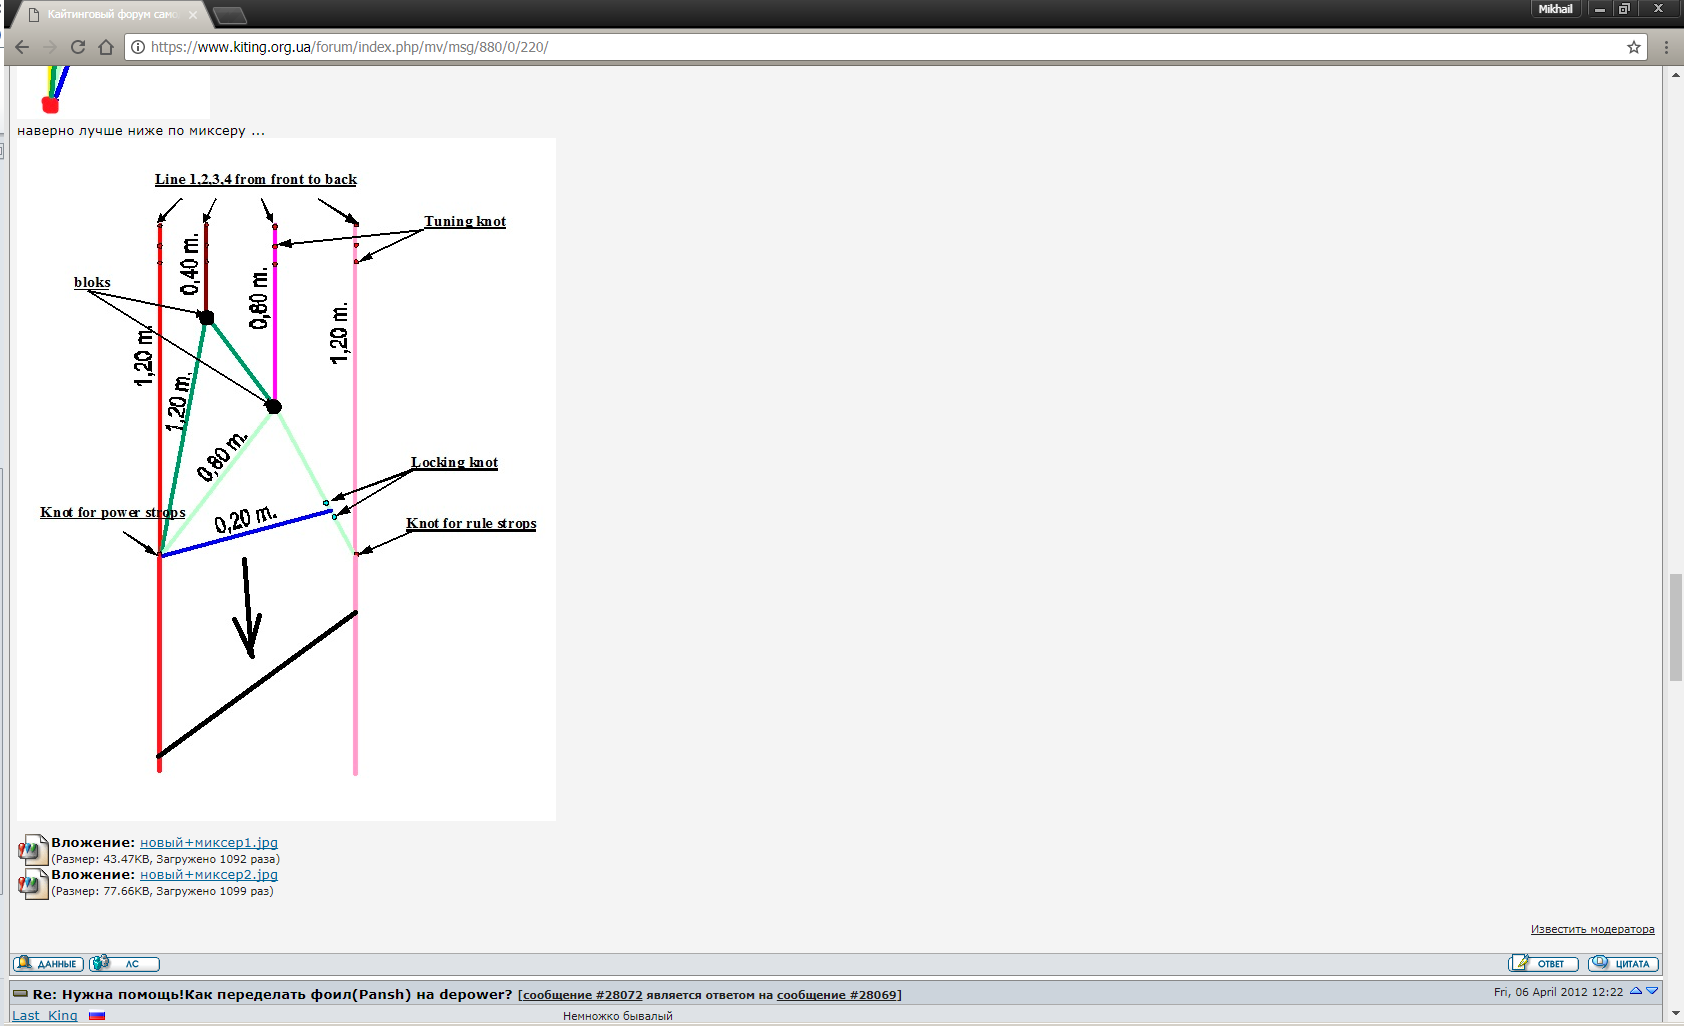 Кайтинговый форум само
Mikhail
https://www.kiting.org.ua/forum/index.php/mv/msg/880/0/220/
наверно лучше ниже по миксеру ...
Line 1,2,3,4 from front to back
Tuning knot
0,40 m.
bloks
0,80 m.
1,20 m.
1,20 m.
1,20 m.
0,80 m.
Locking knot
Knot for power strops
0,20 m.
Knot for rule strops
Вложение: новый+миксер1.jpg
(Размер: 43.47KB, Загружено 1092 раза)
Вложение: новый+миксер2.jpg
(Размер: 77.66KB, Загружено 1099 раз)
Известить модератора
ДАННЫЕ ЛС ОТВЕТ ЦИТАТА
Re: Нужна помощь!Как переделать фоил(Pansh) на depower? [сообщение #28072 является ответом на сообщение #28069] Fri, 06 April 2012 12:22
Last_King Немножко бывалый